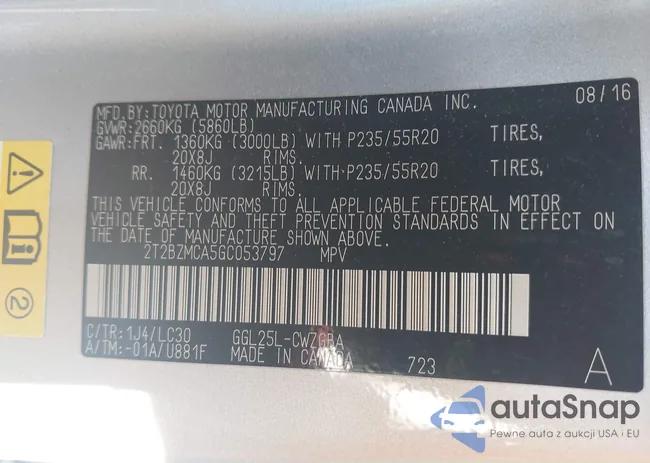 MFD.BY:TOYOTA MOTOR MANUFACTURING CANADA INC. 08/16
GVWR:2660KG (5860LB)
GAWR:FRT. 1360KG (3000LB) WITH P235/55R20 TIRES,
20X8J RIMS.
RR. 1460KG (3215LB) WITH P235/55R20 TIRES,
20X8J RIMS.
THIS VEHICLE CONFORMS TO ALL APPLICABLE FEDERAL MOTOR
VEHICLE SAFETY AND THEFT PREVENTION STANDARDS IN EFFECT ON
THE DATE OF MANUFACTURE SHOWN ABOVE.
2T2BZMCA5GC053797 MPV
C/TR:1J4/LC30 GGL25L-CWZGBA
A/TM:-01A/U881F MADE IN CANADA 723 A
2
autaSnap
Pewne auta z aukcji USA i EU